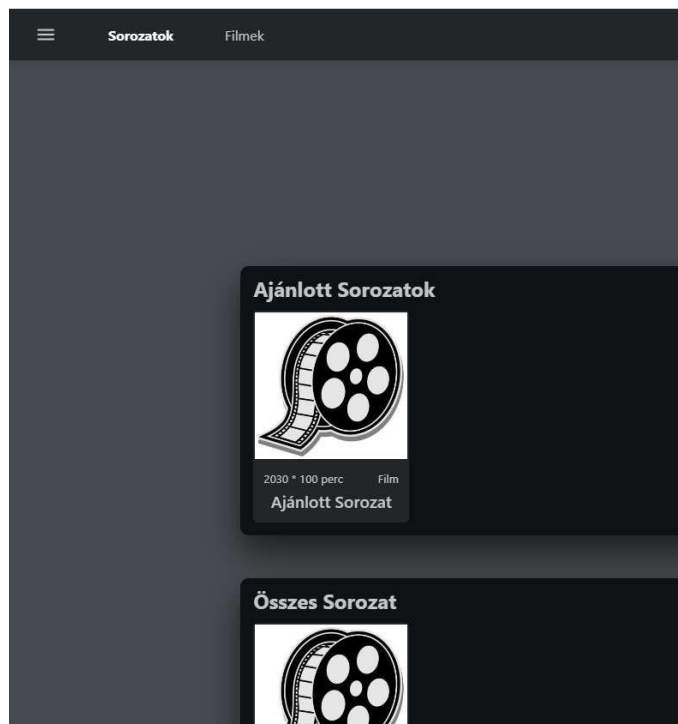 Sorozatok Filmek
Ajánlott Sorozatok
2030 * 100 perc Film
Ajánlott Sorozat
Összes Sorozat